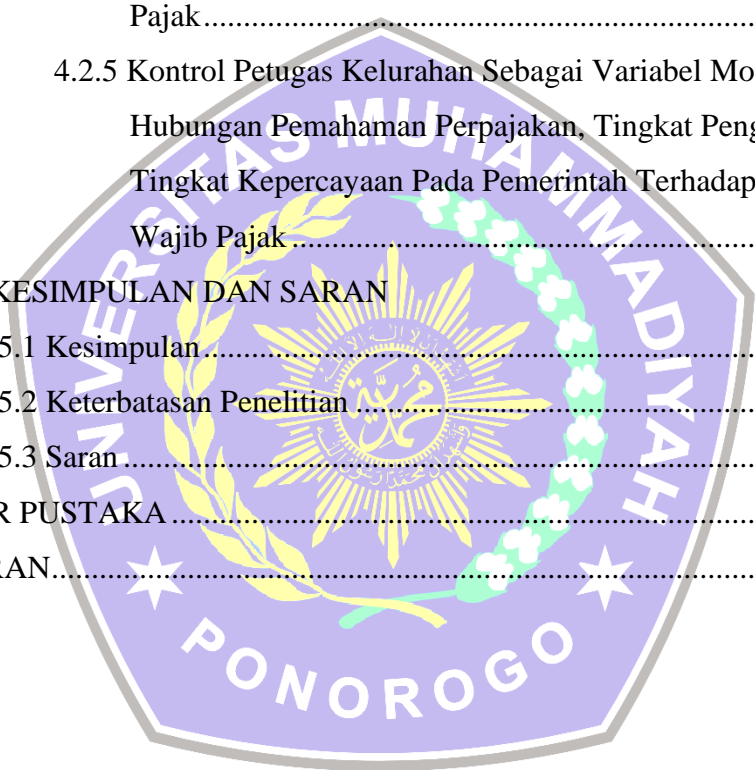 Pajak
4.2.5 Kontrol Petugas Kelurahan Sebagai Variabel Mo
Hubungan Pemahaman Perpajakan, Tingkat Peng
Tingkat Kepercayaan Pada Pemerintah Terhadap
Wajib Pajak
KESIMPULAN DAN SARAN
5.1 Kesimpulan
5.2 Keterbatasan Penelitian
5.3 Saran
R PUSTAKA
RAN
UNIVERSITAS MUHAMMADIYAH
PONOROGO
محمدية